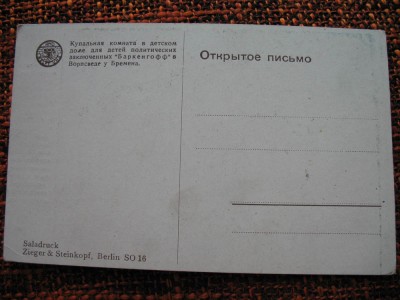 Купальная комната в детском
доме для детей политических
заключенных "Баркенгофф" в
Ворпсведе у Бремена.
Открытое письмо
Saladruck
Zieger & Steinkopf, Berlin SO 16